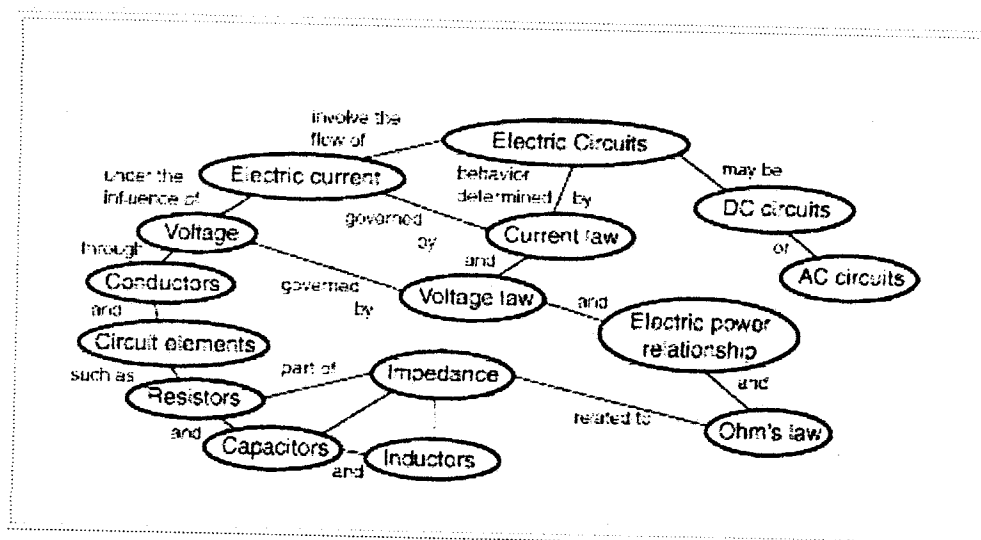 involve the
flow of
Electric Circuits
under the
influence of
Electric current
behavior
determined by
may be
DC circuits
governed
by
Voltage
Current law
or
through
and
AC circuits
Conductors
governed
by
Voltage law
and
and
Electric power
relationship
Circuit elements
such as
part of
Impedance
and
Resistors
related to
Ohm's law
and
Capacitors
and
Inductors